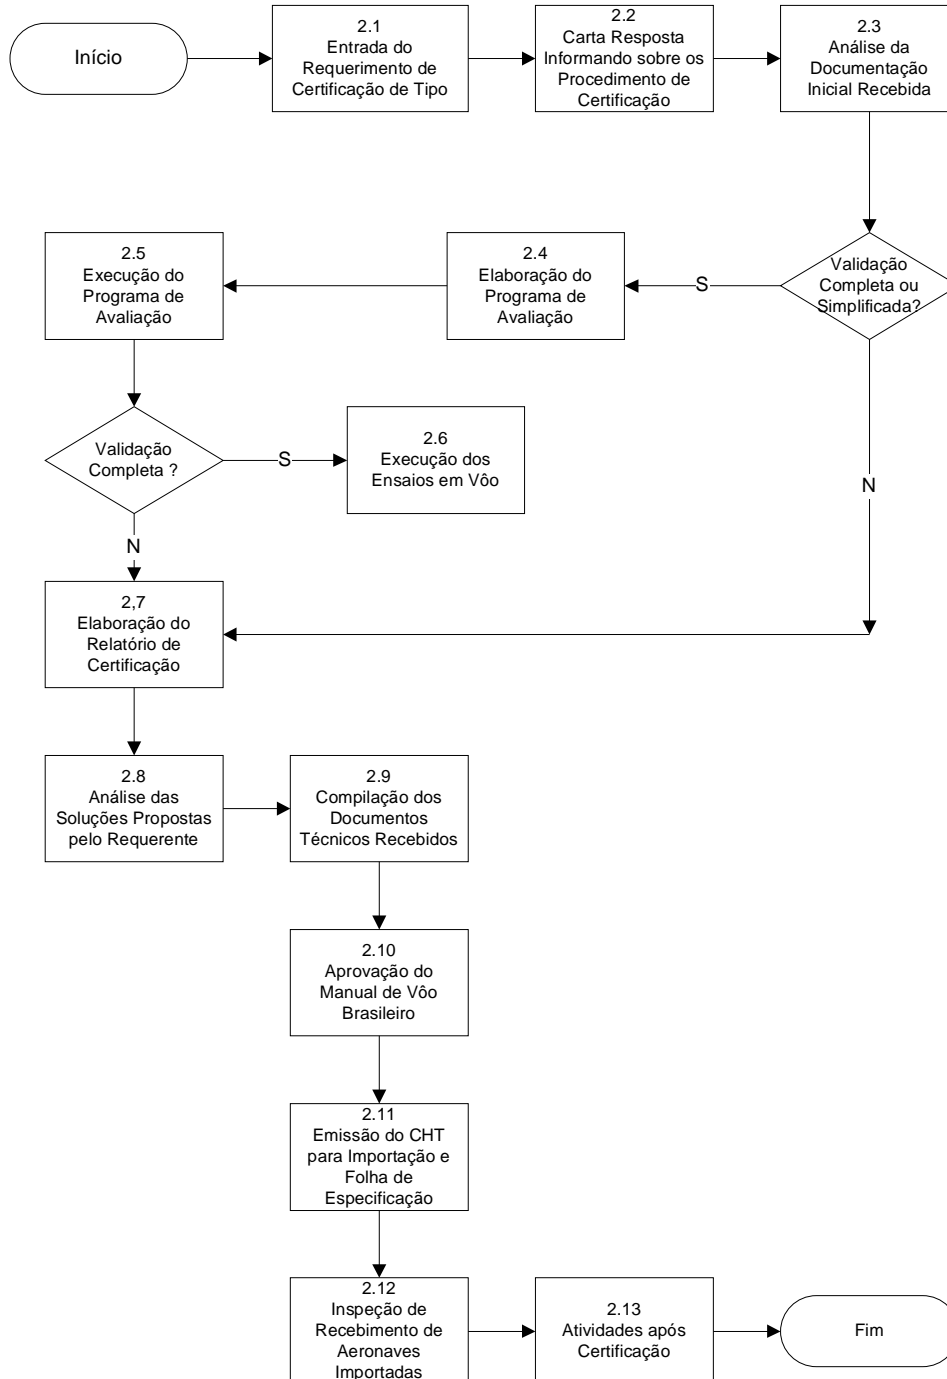 Início
2.1
Entrada do
Requerimento de
Certificação de Tipo
2.2
Carta Resposta
Informando sobre os
Procedimento de
Certificação
2.3
Análise da
Documentação
Inicial Recebida
Validação
Completa ou
Simplificada?
S
2.4
Elaboração do
Programa de
Avaliação
2.5
Execução do
Programa de
Avaliação
Validação
Completa ?
S
2.6
Execução dos
Ensaios em Vôo
N
N
2,7
Elaboração do
Relatório de
Certificação
2.8
Análise das
Soluções Propostas
pelo Requerente
2.9
Compilação dos
Documentos
Técnicos Recebidos
2.10
Aprovação do
Manual de Vôo
Brasileiro
2.11
Emissão do CHT
para Importação e
Folha de
Especificação
2.12
Inspeção de
Recebimento de
Aeronaves
Importadas
2.13
Atividades após
Certificação
Fim